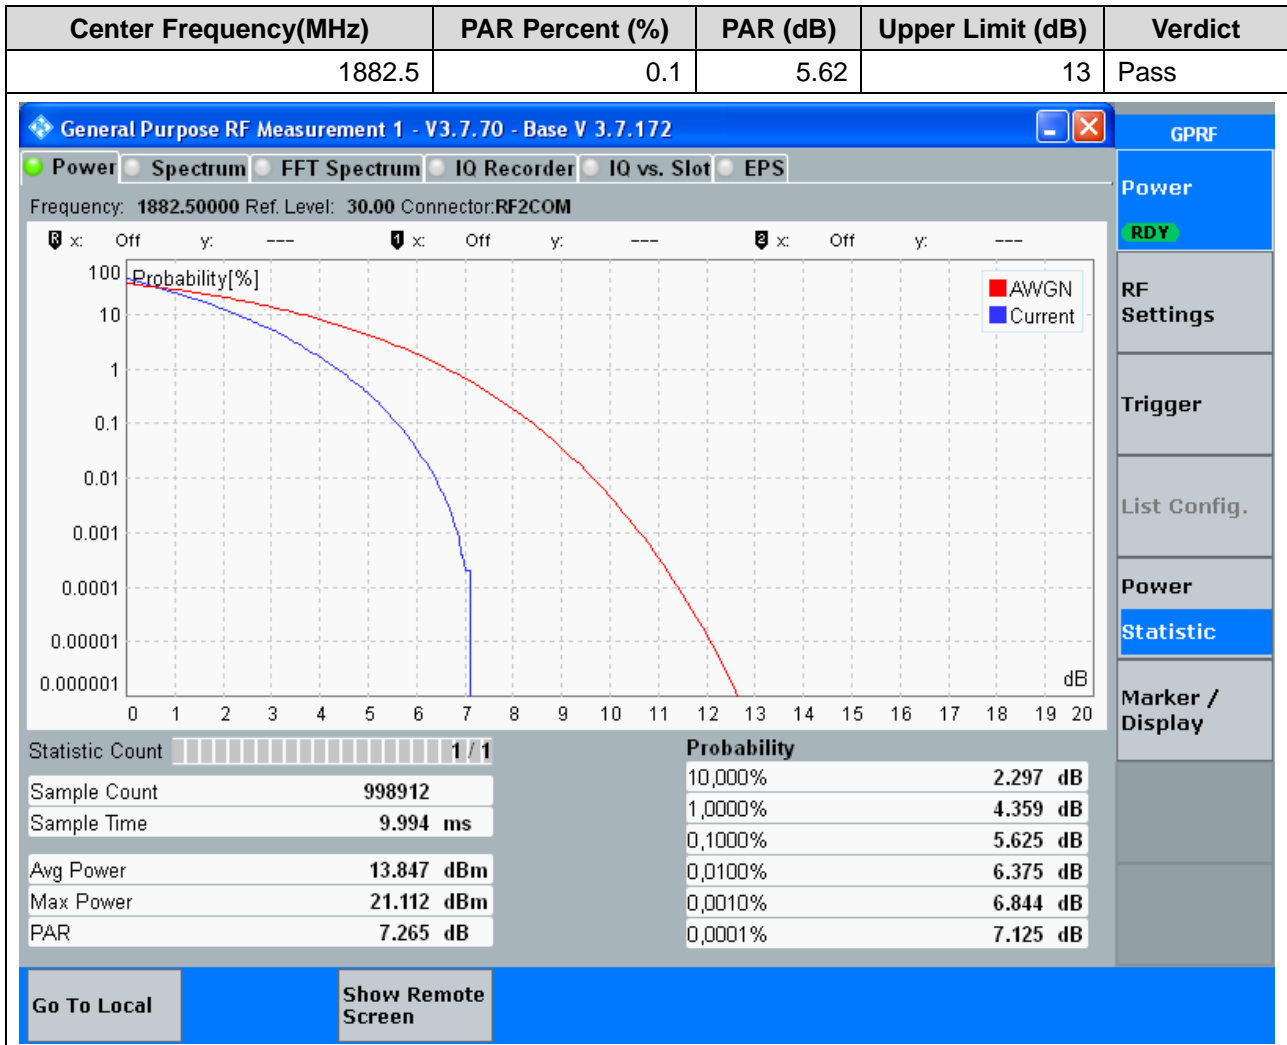 Center Frequency(MHz) PAR Percent (%) PAR (dB) Upper Limit (dB) Verdict
1882.5 0.1 5.62 13 Pass
General Purpose RF Measurement 1 - V3.7.70 - Base V 3.7.172
GPRF
Power Spectrum FFT Spectrum IQ Recorder IQ vs. Slot EPS
Frequency: 1882.50000 Ref. Level: 30.00 Connector:RF2COM
R x: Off y: --- 1 x: Off y: --- 2 x: Off y: ---
Probability[%]
AWGN
Current
100
10
1
0.1
0.01
0.001
0.0001
0.00001
0.000001
dB
0 1 2 3 4 5 6 7 8 9 10 11 12 13 14 15 16 17 18 19 20
Statistic Count 1 / 1
Sample Count 998912
Sample Time 9.994 ms
Avg Power 13.847 dBm
Max Power 21.112 dBm
PAR 7.265 dB
Probability
10,000% 2.297 dB
1,0000% 4.359 dB
0,1000% 5.625 dB
0,0100% 6.375 dB
0,0010% 6.844 dB
0,0001% 7.125 dB
Power
RDY
RF
Settings
Trigger
List Config.
Power
Statistic
Marker /
Display
Go To Local
Show Remote
Screen